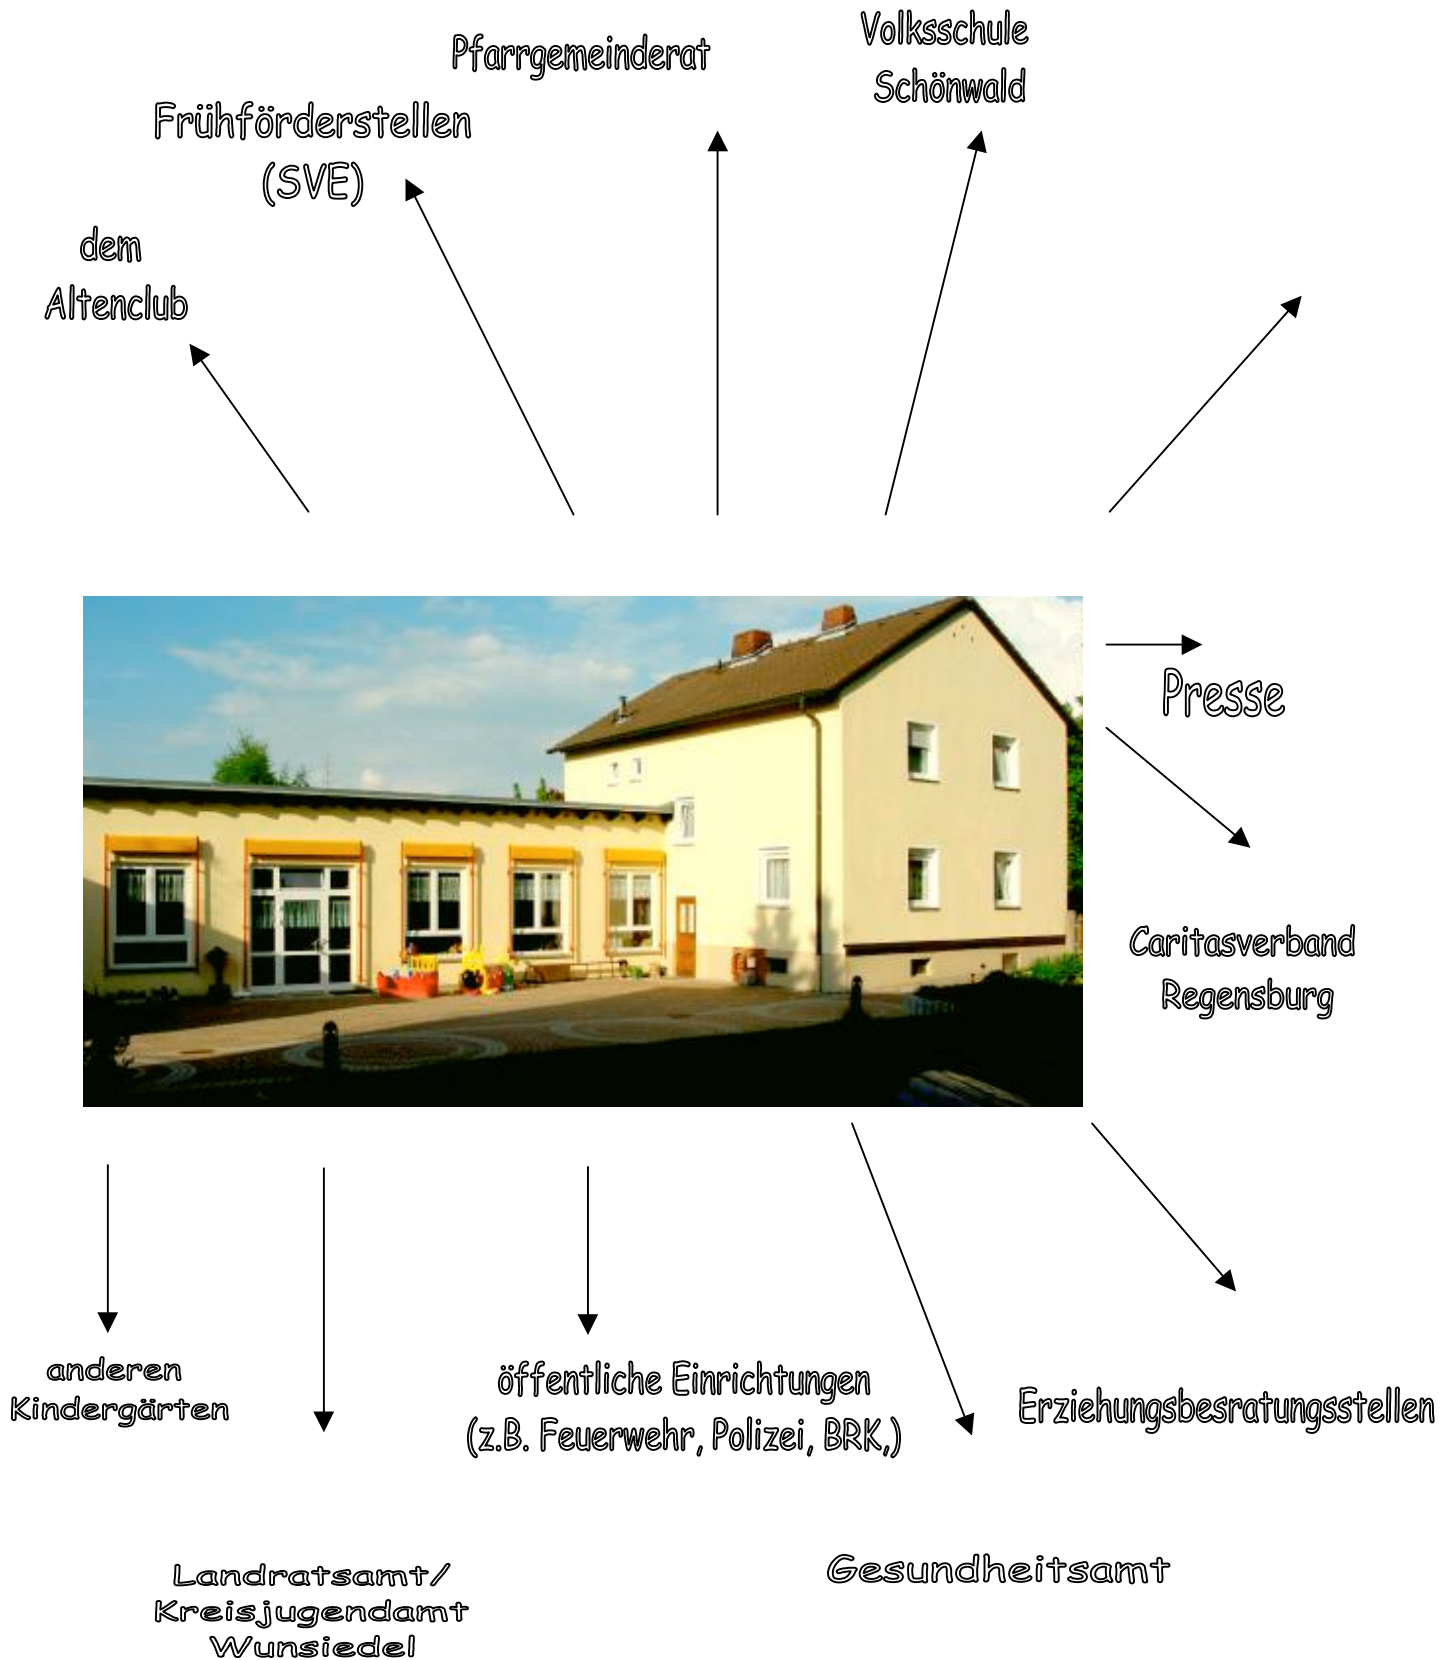 Pfarrgemeinderat
Volksschule
Schönwald
Frühförderstellen
(SVE)
dem
Altenclub
Presse
Caritasverband
Regensburg
anderen
Kindergärten
öffentliche Einrichtungen
(z.B. Feuerwehr, Polizei, BRK,)
Erziehungsbesratungsstellen
Landratsamt/
Kreisjugendamt
Wunsiedel
Gesundheitsamt